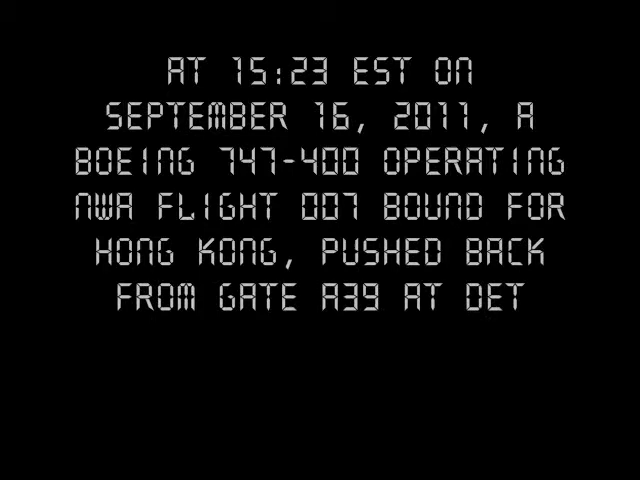 AT 15:23 EST ON
SEPTEMBER 16, 2011, A
BOEING 747-400 OPERATING
NWA FLIGHT 007 BOUND FOR
HONG KONG, PUSHED BACK
FROM GATE A39 AT DET